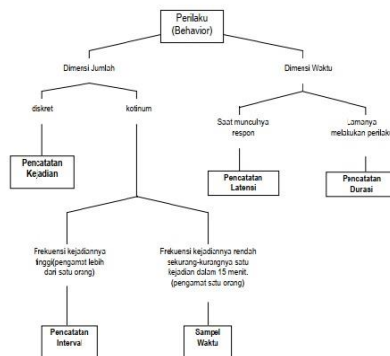 Perilaku
(Behavior)
Dimensi Jumlah
Dimensi Waktu
diskret
kotinum
Saat munculnya
respon
Lamanya
melakukan perilaku
Pencatatan
Kejadian
Pencatatan
Latensi
Pencatatan
Durasi
Frekuensi kejadiannya
tinggi(pengamat lebih
dari satu orang)
Frekuensi kejadiannya rendah
sekurang-kurangnya satu
kejadian dalam 15 menit.
(pengamat satu orang)
Pencatatan
Interval
Sampel
Waktu